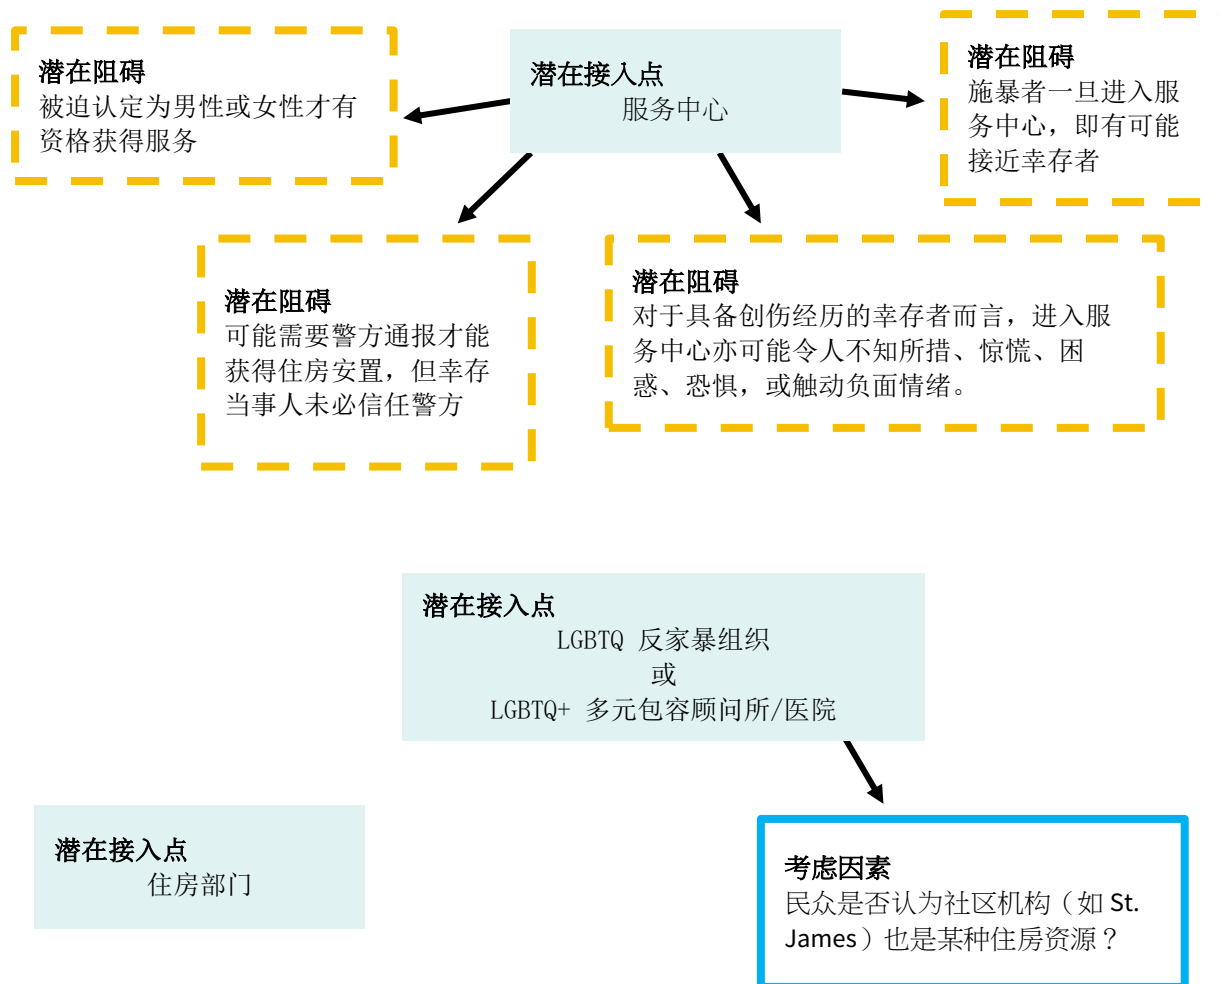 潜在阻碍
被迫认定为男性或女性才有
资格获得服务
潜在接入点
服务中心
潜在阻碍
施暴者一旦进入服
务中心，即有可能
接近幸存者
潜在阻碍
可能需要警方通报才能
获得住房安置，但幸存
当事人未必信任警方
潜在阻碍
对于具备创伤经历的幸存者而言，进入服
务中心亦可能令人不知所措、惊慌、困
惑、恐惧，或触动负面情绪。
潜在接入点
LGBTQ 反家暴组织
或
LGBTQ+ 多元包容顾问所/医院
潜在接入点
住房部门
考虑因素
民众是否认为社区机构（如 St.
James）也是某种住房资源？